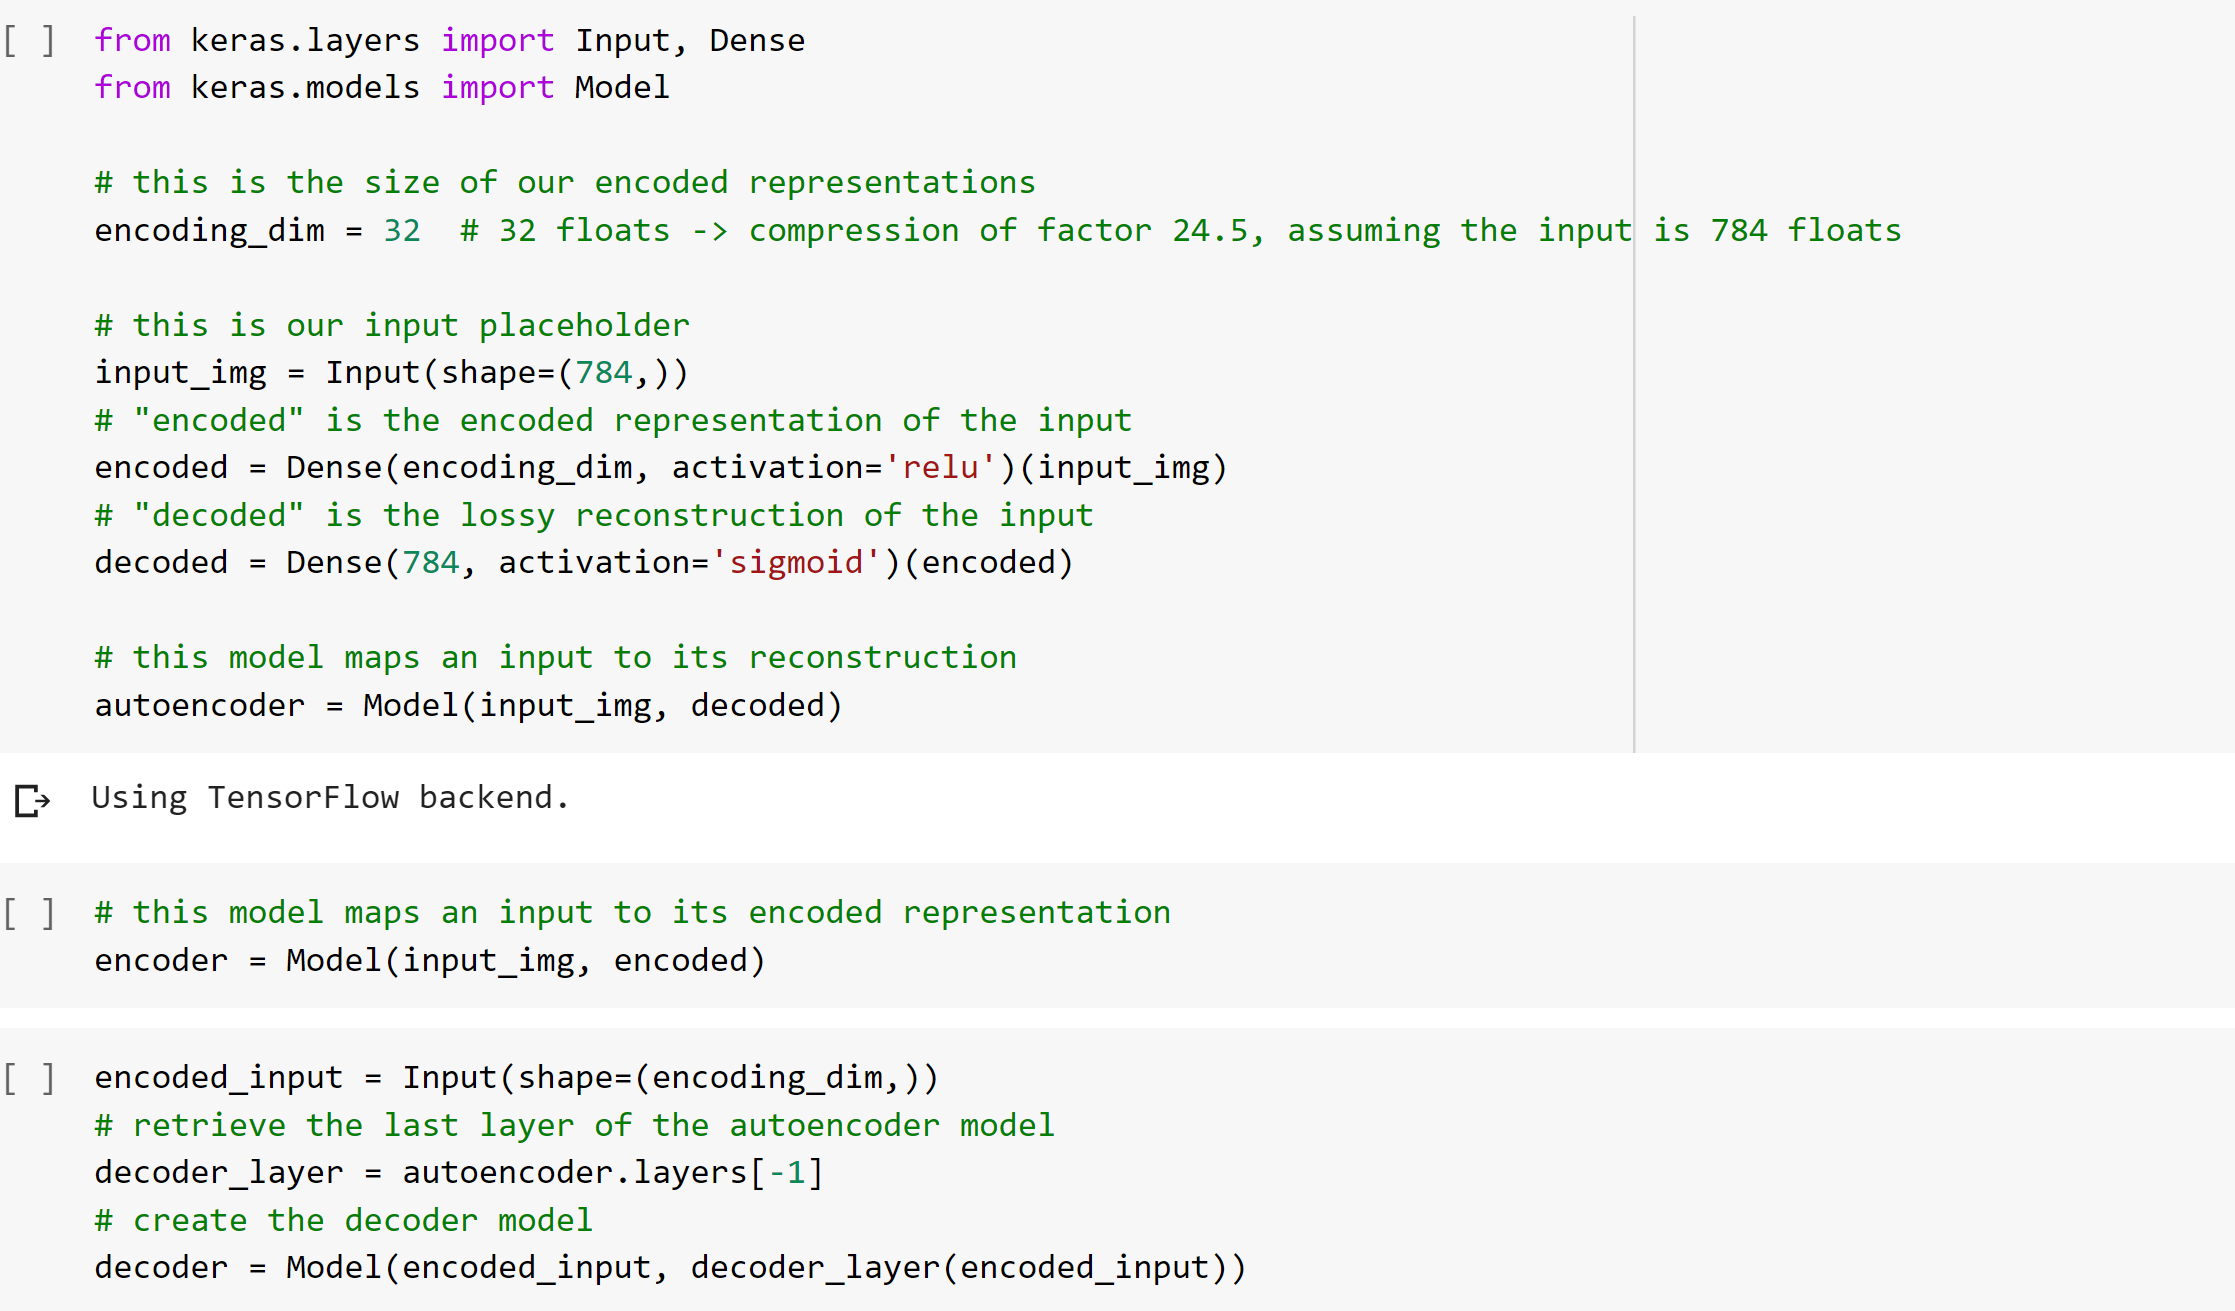 [ ] from keras.layers import Input, Dense
from keras.models import Model
# this is the size of our encoded representations
encoding_dim = 32  # 32 floats -> compression of factor 24.5, assuming the input is 784 floats
# this is our input placeholder
input_img = Input(shape=(784,))
# "encoded" is the encoded representation of the input
encoded = Dense(encoding_dim, activation='relu')(input_img)
# "decoded" is the lossy reconstruction of the input
decoded = Dense(784, activation='sigmoid')(encoded)
# this model maps an input to its reconstruction
autoencoder = Model(input_img, decoded)
Using TensorFlow backend.
[ ] # this model maps an input to its encoded representation
encoder = Model(input_img, encoded)
[ ] encoded_input = Input(shape=(encoding_dim,))
# retrieve the last layer of the autoencoder model
decoder_layer = autoencoder.layers[-1]
# create the decoder model
decoder = Model(encoded_input, decoder_layer(encoded_input))